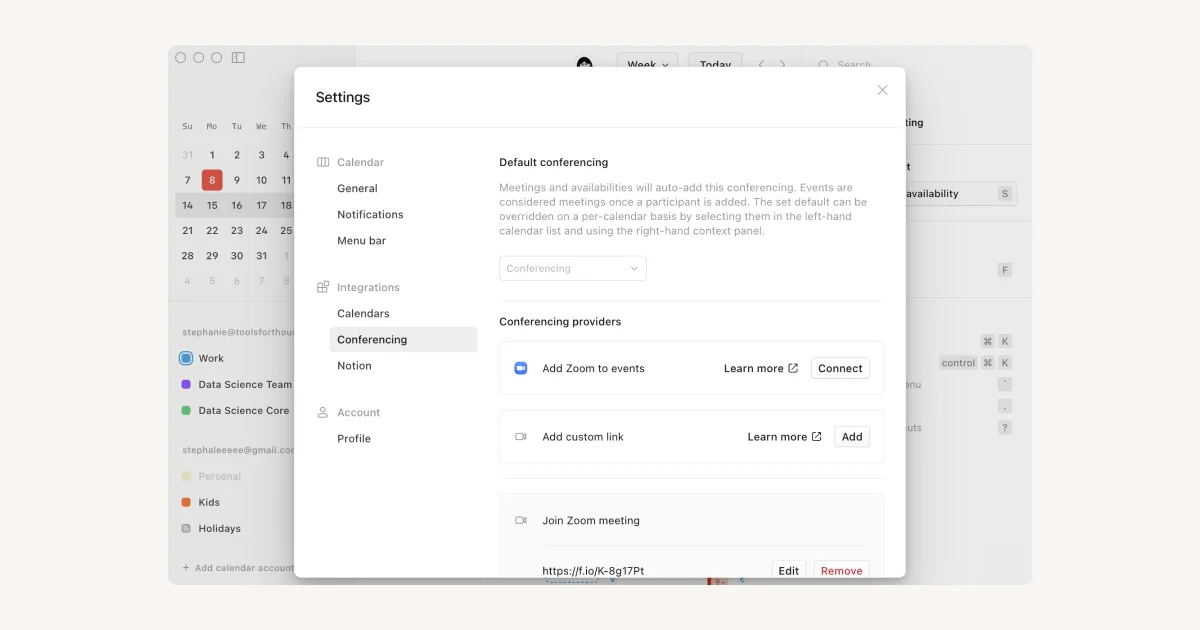 Week
Today
Search
Su Mo Tu We Th
31 1 2 3 4
7 8 9 10 11
14 15 16 17 18
21 22 23 24 25
28 29 30 31 1
4 5 6 7 8
stephanie@toolsforthou
Work
Data Science Team
Data Science Core
stephaleeeee@gmail.co
Personal
Kids
Holidays
+ Add calendar account
Settings
Calendar
General
Notifications
Menu bar
Integrations
Calendars
Conferencing
Notion
Account
Profile
Default conferencing
Meetings and availabilities will auto-add this conferencing. Events are
considered meetings once a participant is added. The set default can be
overridden on a per-calendar basis by selecting them in the left-hand
calendar list and using the right-hand context panel.
Conferencing
Conferencing providers
Add Zoom to events
Learn more
Connect
Add custom link
Learn more
Add
Join Zoom meeting
https://f.io/K-8g17Pt
Edit
Remove
ting
t
availability S
F
⌘ K
control ⌘ K
enu
.
cuts ?